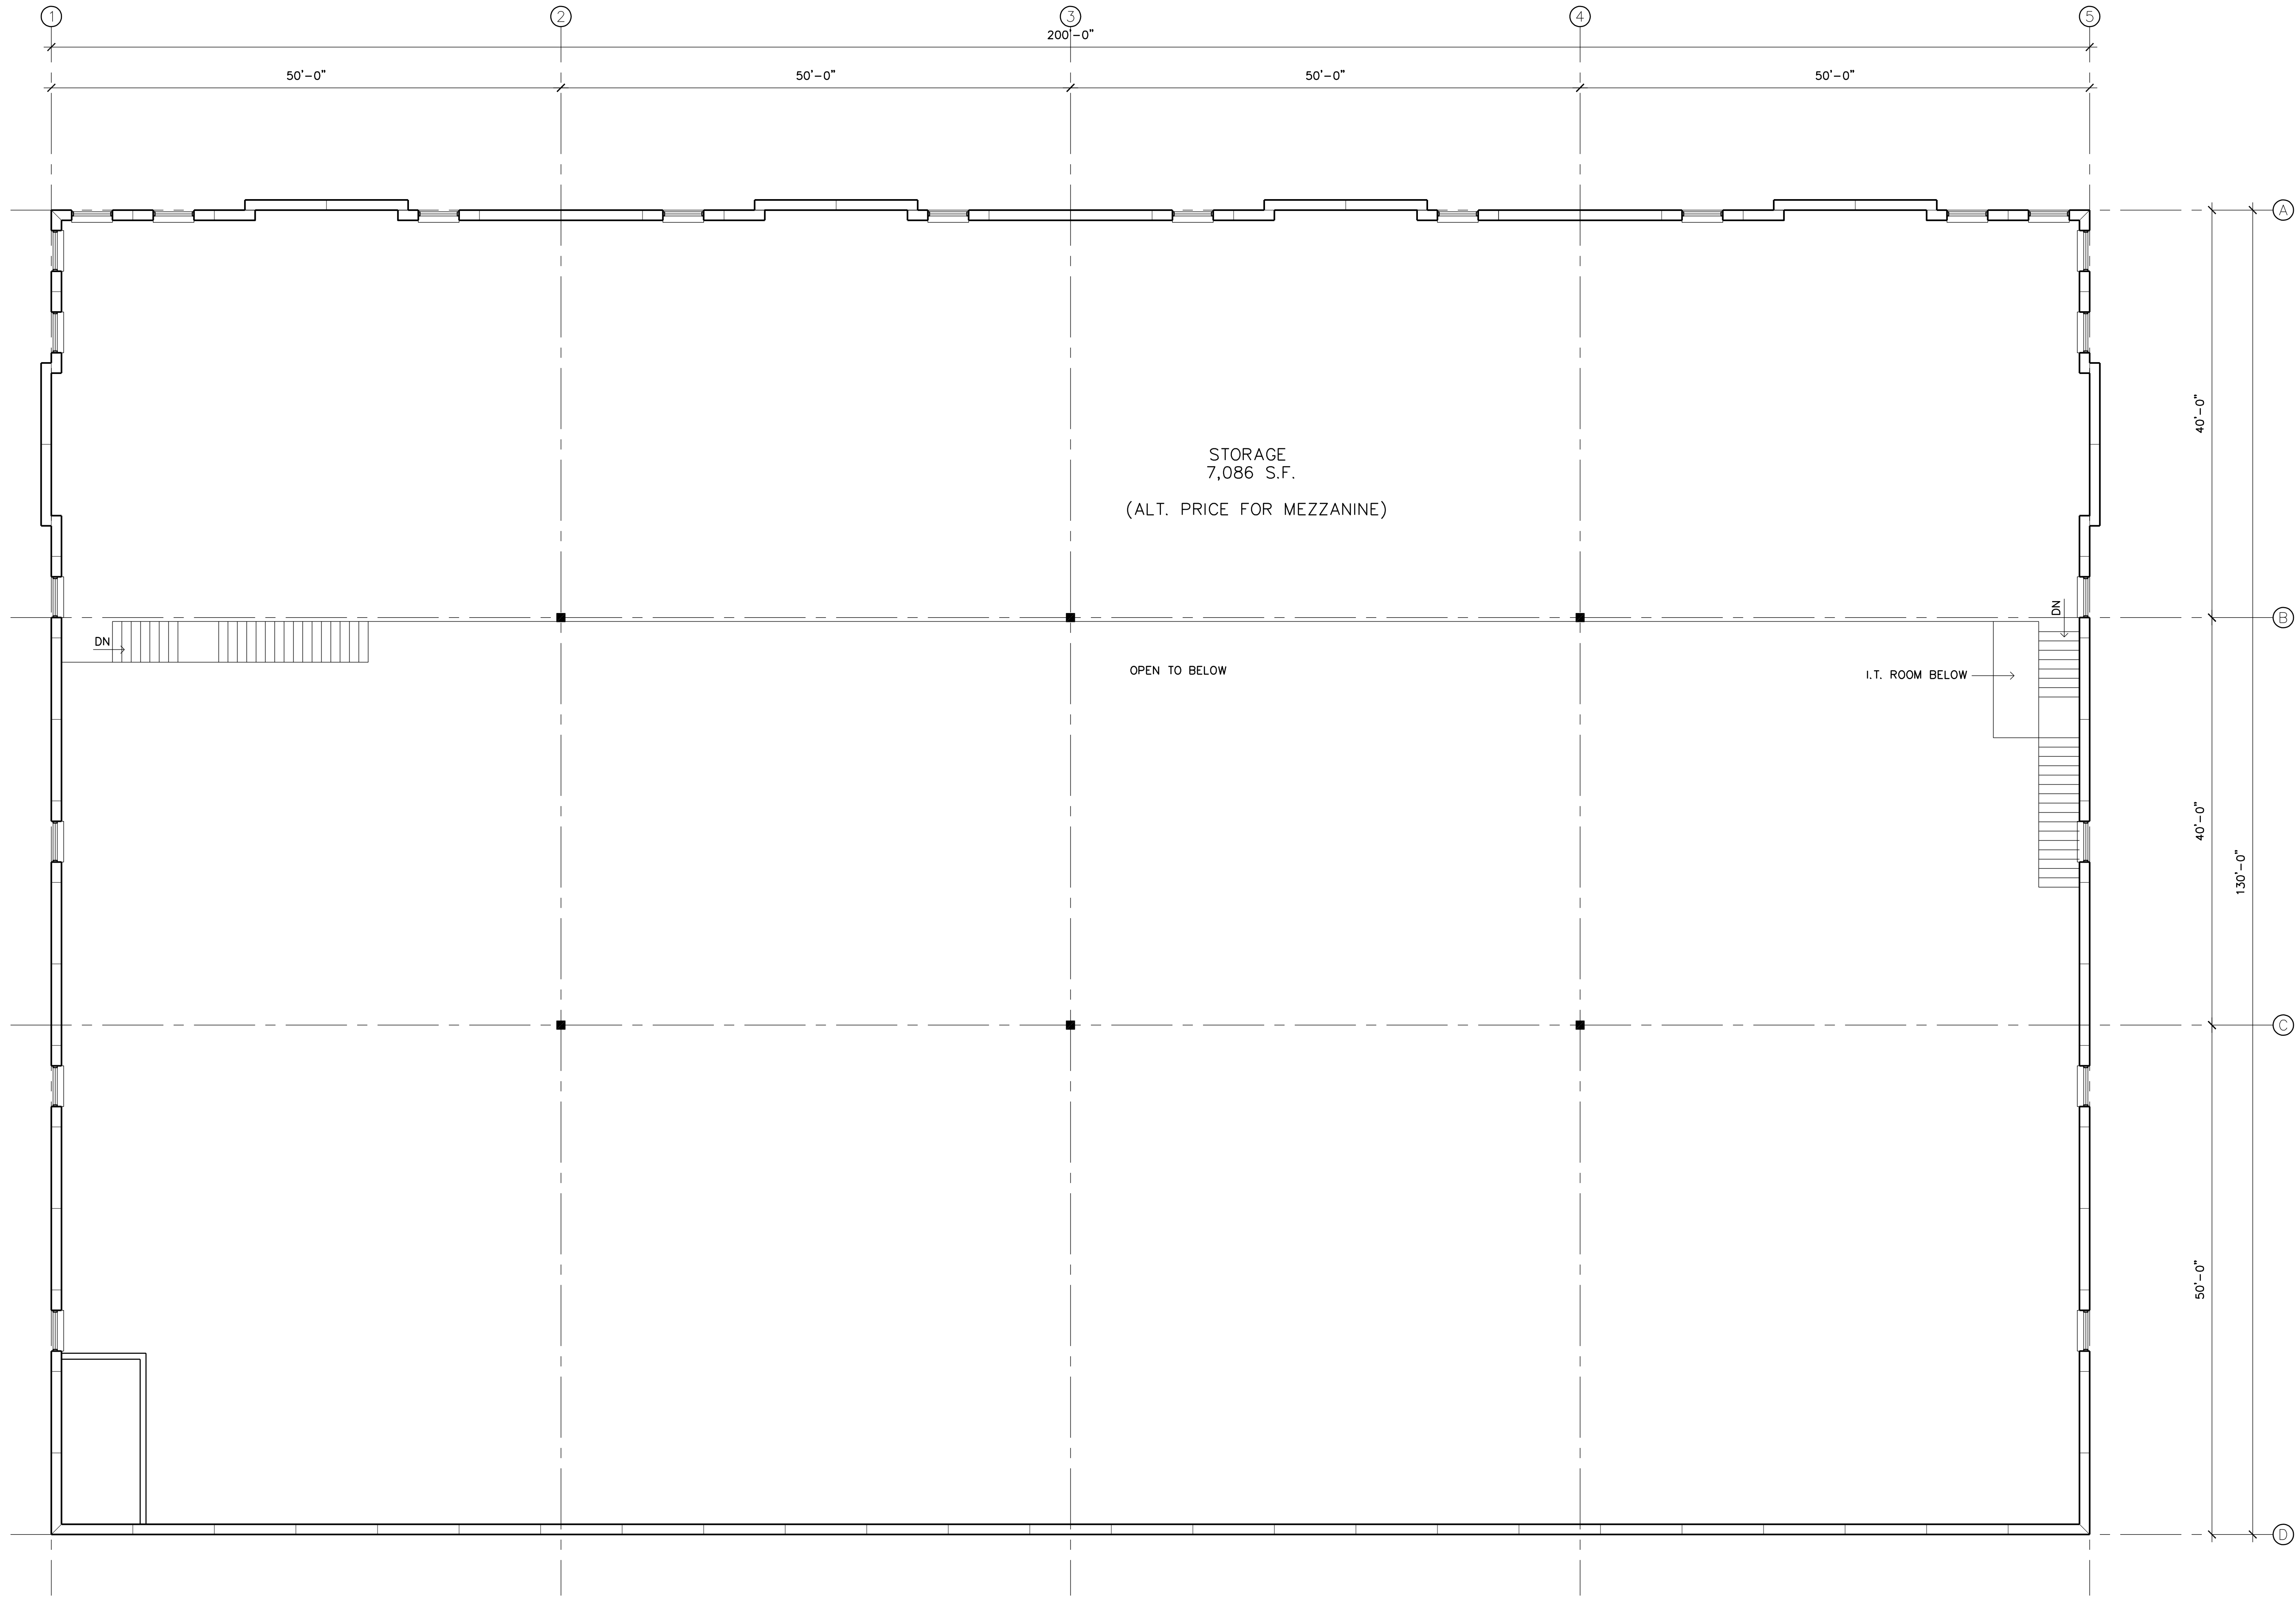 1
2
3
4
5
200'-0"
50'-0"
50'-0"
50'-0"
50'-0"
A
40'-0"
STORAGE
7,086 S.F.
(ALT. PRICE FOR MEZZANINE)
DN
B
DN
OPEN TO BELOW
I.T. ROOM BELOW
40'-0"
130'-0"
C
50'-0"
D